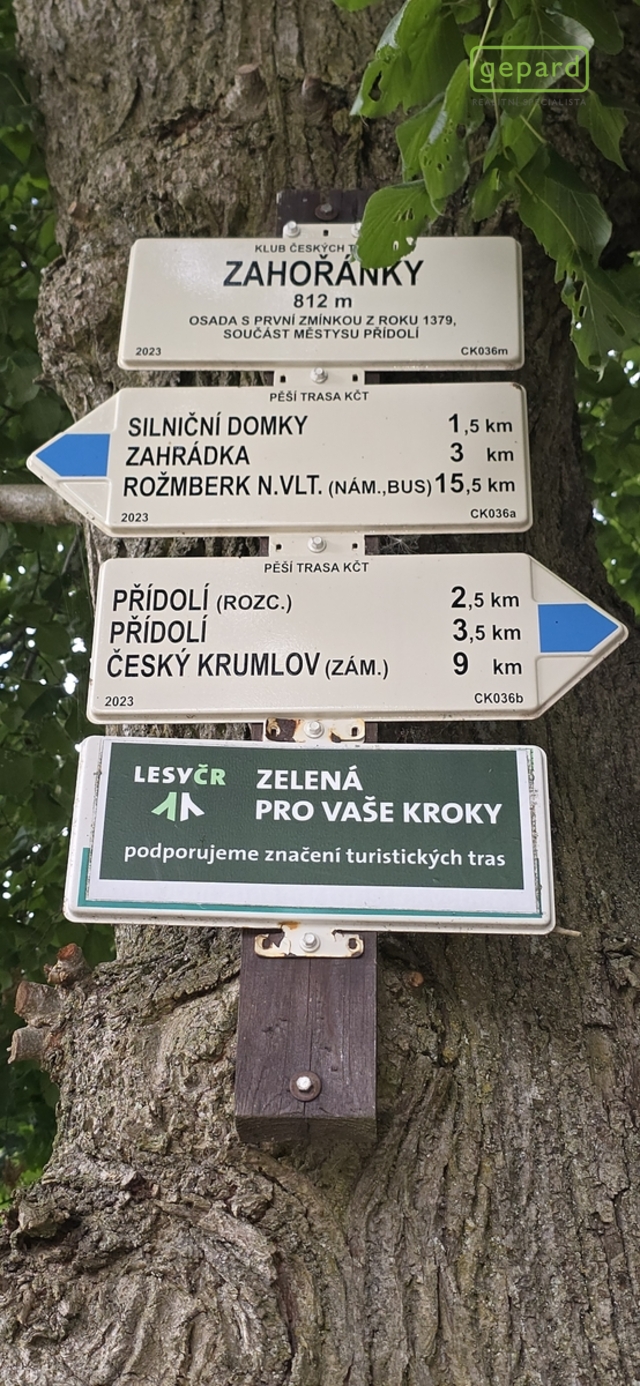 gepard
REALITNÍ SPECIALISTA
KLUB ČESKÝCH
ZAHOŘÁNKY
812 m
OSADA S PRVNÍ ZMÍNKOU Z ROKU 1379,
SOUČÁST MĚSTYSU PŘÍDOLÍ
2023 CK036m
PĚŠÍ TRASA KČT
SILNIČNÍ DOMKY 1,5 km
ZAHRÁDKA 3 km
ROŽMBERK N.VLT. (NÁM.,BUS) 15,5 km
2023 CK036a
PĚŠÍ TRASA KČT
PŘÍDOLÍ (ROZC.) 2,5 km
PŘÍDOLÍ 3,5 km
ČESKÝ KRUMLOV (ZÁM.) 9 km
2023 CK036b
LESYČR ZELENÁ
PRO VAŠE KROKY
podporujeme značení turistických tras